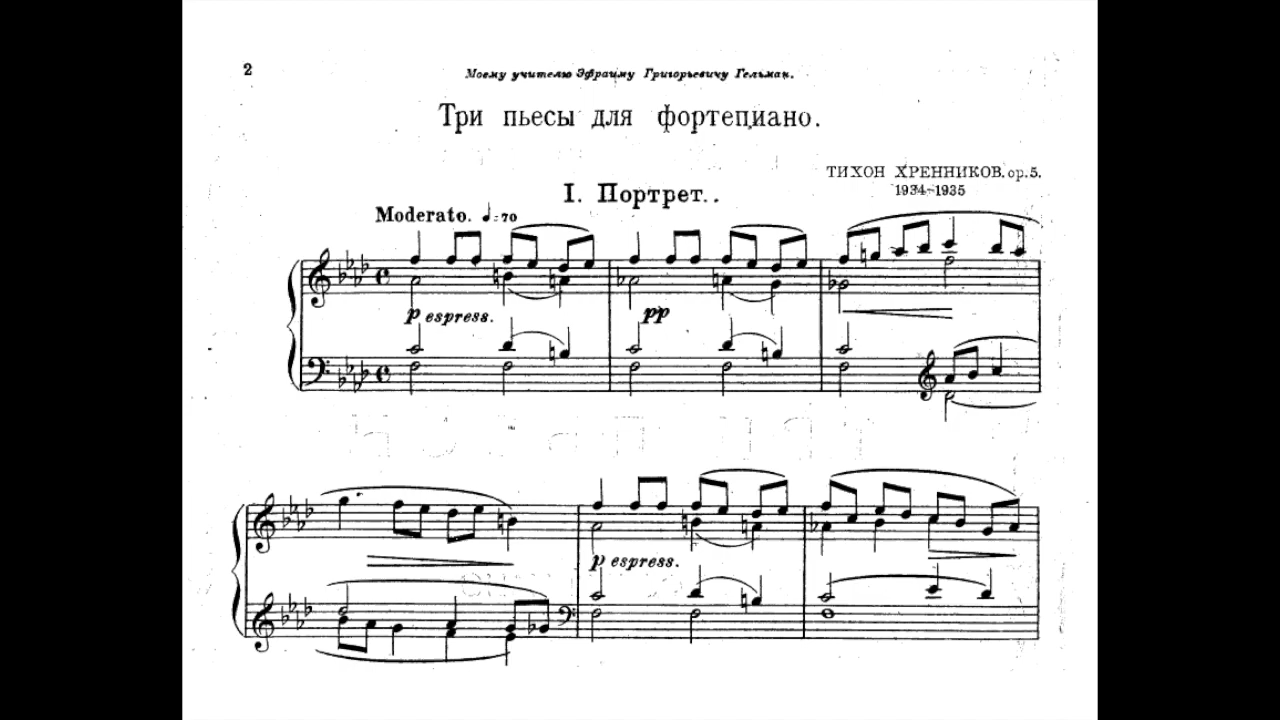 2
Моему учителю Эфраиму Григорьевичу Гельман.
Три пьесы для фортепиано.
ТИХОН ХРЕННИКОВ. ор. 5.
1934-1935
I. Портрет..
Moderato. ♩=70
p espress.
pp
p espress.